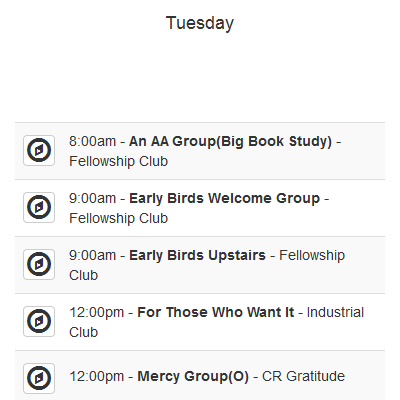 Tuesday
8:00am - An AA Group(Big Book Study) -
Fellowship Club
9:00am - Early Birds Welcome Group -
Fellowship Club
9:00am - Early Birds Upstairs - Fellowship
Club
12:00pm - For Those Who Want It - Industrial
Club
12:00pm - Mercy Group(O) - CR Gratitude